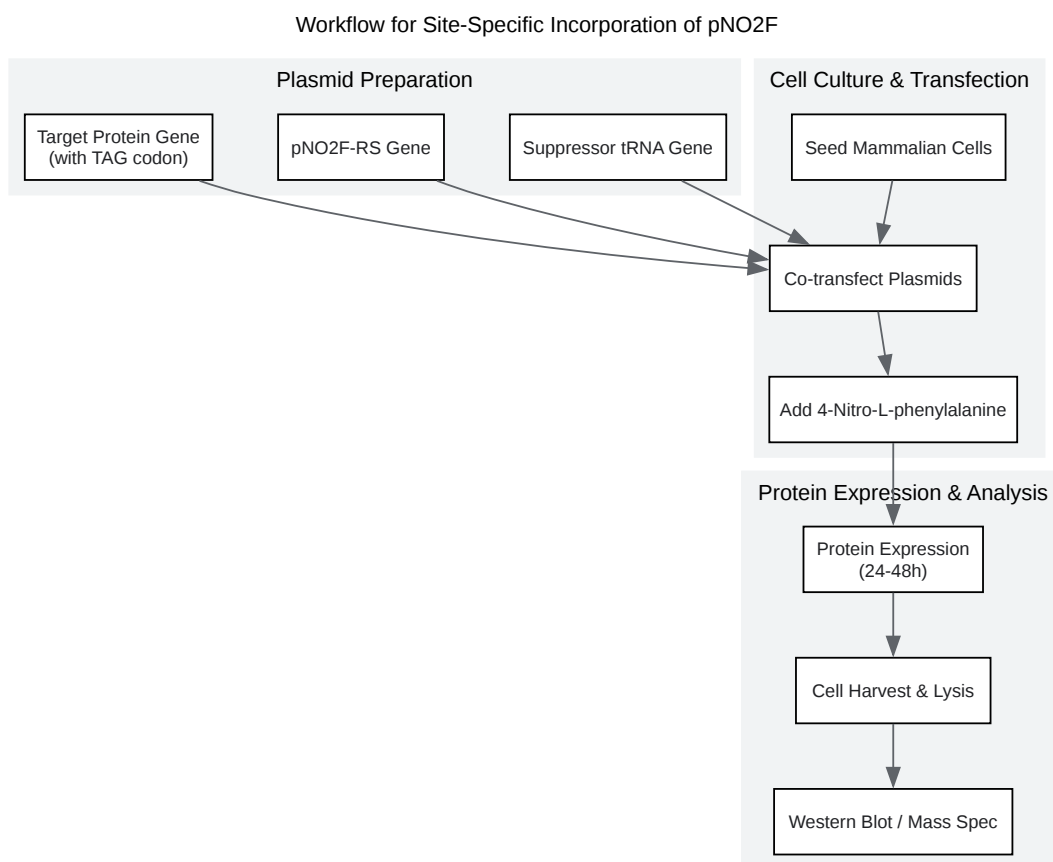 Workflow for Site-Specific Incorporation of pNO2F
Plasmid Preparation
Target Protein Gene
(with TAG codon)
pNO2F-RS Gene
Suppressor tRNA Gene
Cell Culture & Transfection
Seed Mammalian Cells
Co-transfect Plasmids
Add 4-Nitro-L-phenylalanine
Protein Expression & Analysis
Protein Expression
(24-48h)
Cell Harvest & Lysis
Western Blot / Mass Spec